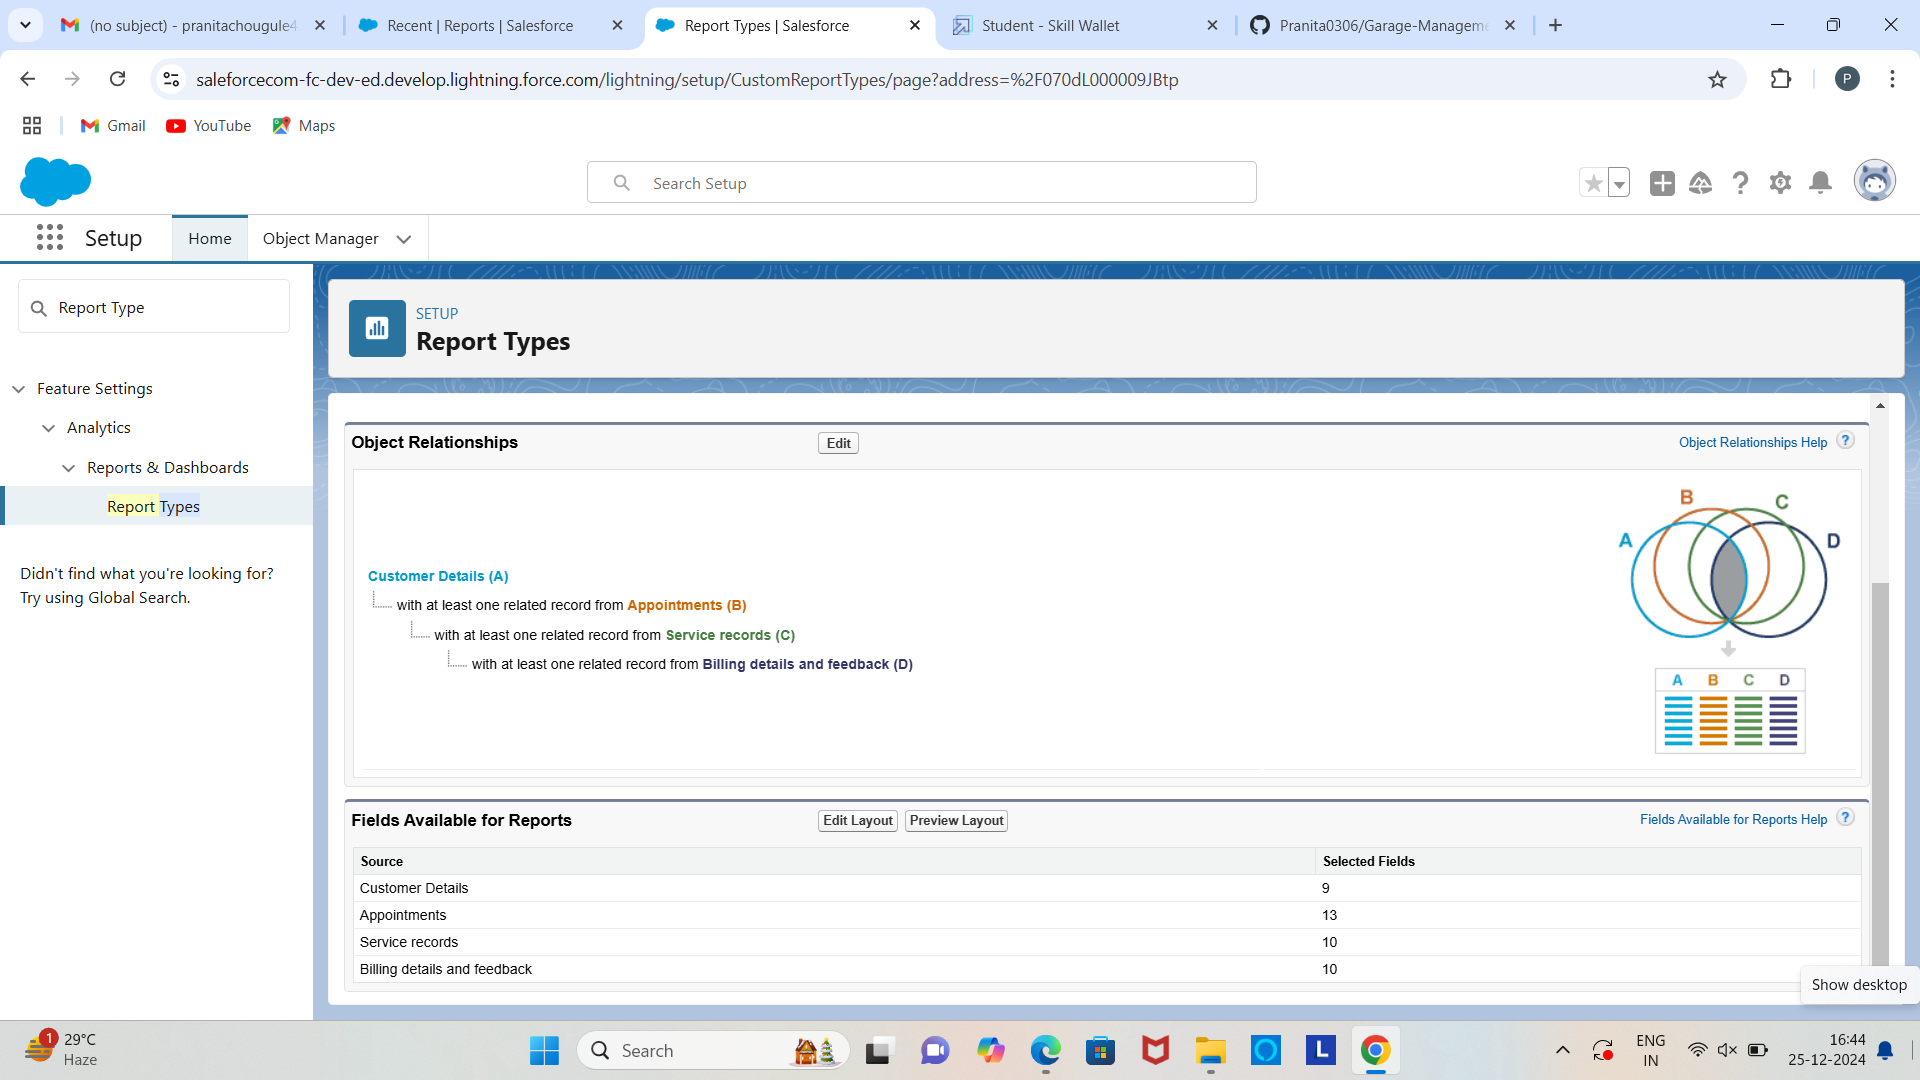 (no subject) - pranitachougule4
Recent | Reports | Salesforce
Report Types | Salesforce
Student - Skill Wallet
Pranita0306/Garage-Managem
saleforcecom-fc-dev-ed.develop.lightning.force.com/lightning/setup/CustomReportTypes/page?address=%2F070dL000009JBtp
P
Gmail
YouTube
Maps
Search Setup
Setup
Home
Object Manager
Report Type
SETUP
Report Types
Feature Settings
Analytics
Reports & Dashboards
Report Types
Didn't find what you're looking for?
Try using Global Search.
Object Relationships
Edit
Object Relationships Help
?
Customer Details (A)
with at least one related record from Appointments (B)
with at least one related record from Service records (C)
with at least one related record from Billing details and feedback (D)
B
C
A
D
A B C D
Fields Available for Reports
Edit Layout
Preview Layout
Fields Available for Reports Help
?
Source Selected Fields
Customer Details 9
Appointments 13
Service records 10
Billing details and feedback 10
Show desktop
1
29°C
Haze
Search
L
ENG
IN
16:44
25-12-2024